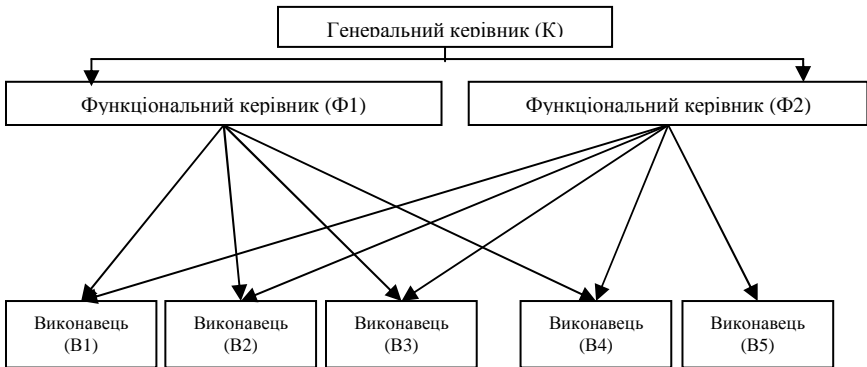 Генеральний керівник (К)
Функціональний керівник (Ф1)
Функціональний керівник (Ф2)
Виконавець
(В1)
Виконавець
(В2)
Виконавець
(В3)
Виконавець
(В4)
Виконавець
(В5)